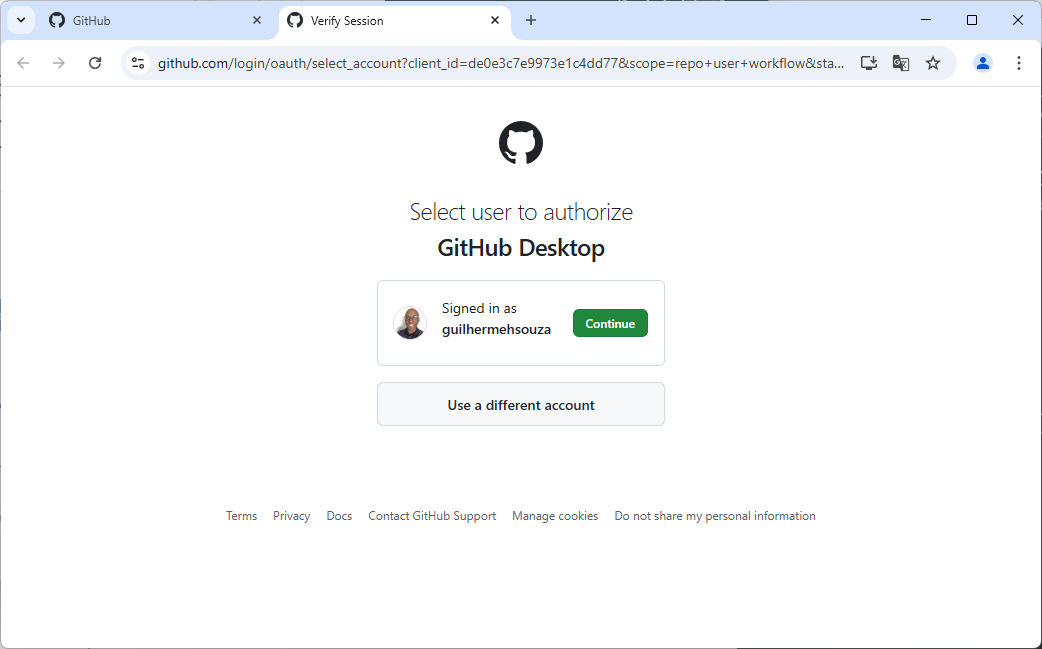 GitHub
Verify Session
github.com/login/oauth/select_account?client_id=de0e3c7e9973e1c4dd77&scope=repo+user+workflow&sta...
Select user to authorize
GitHub Desktop
Signed in as
guilhermehsouza
Continue
Use a different account
Terms Privacy Docs Contact GitHub Support Manage cookies Do not share my personal information